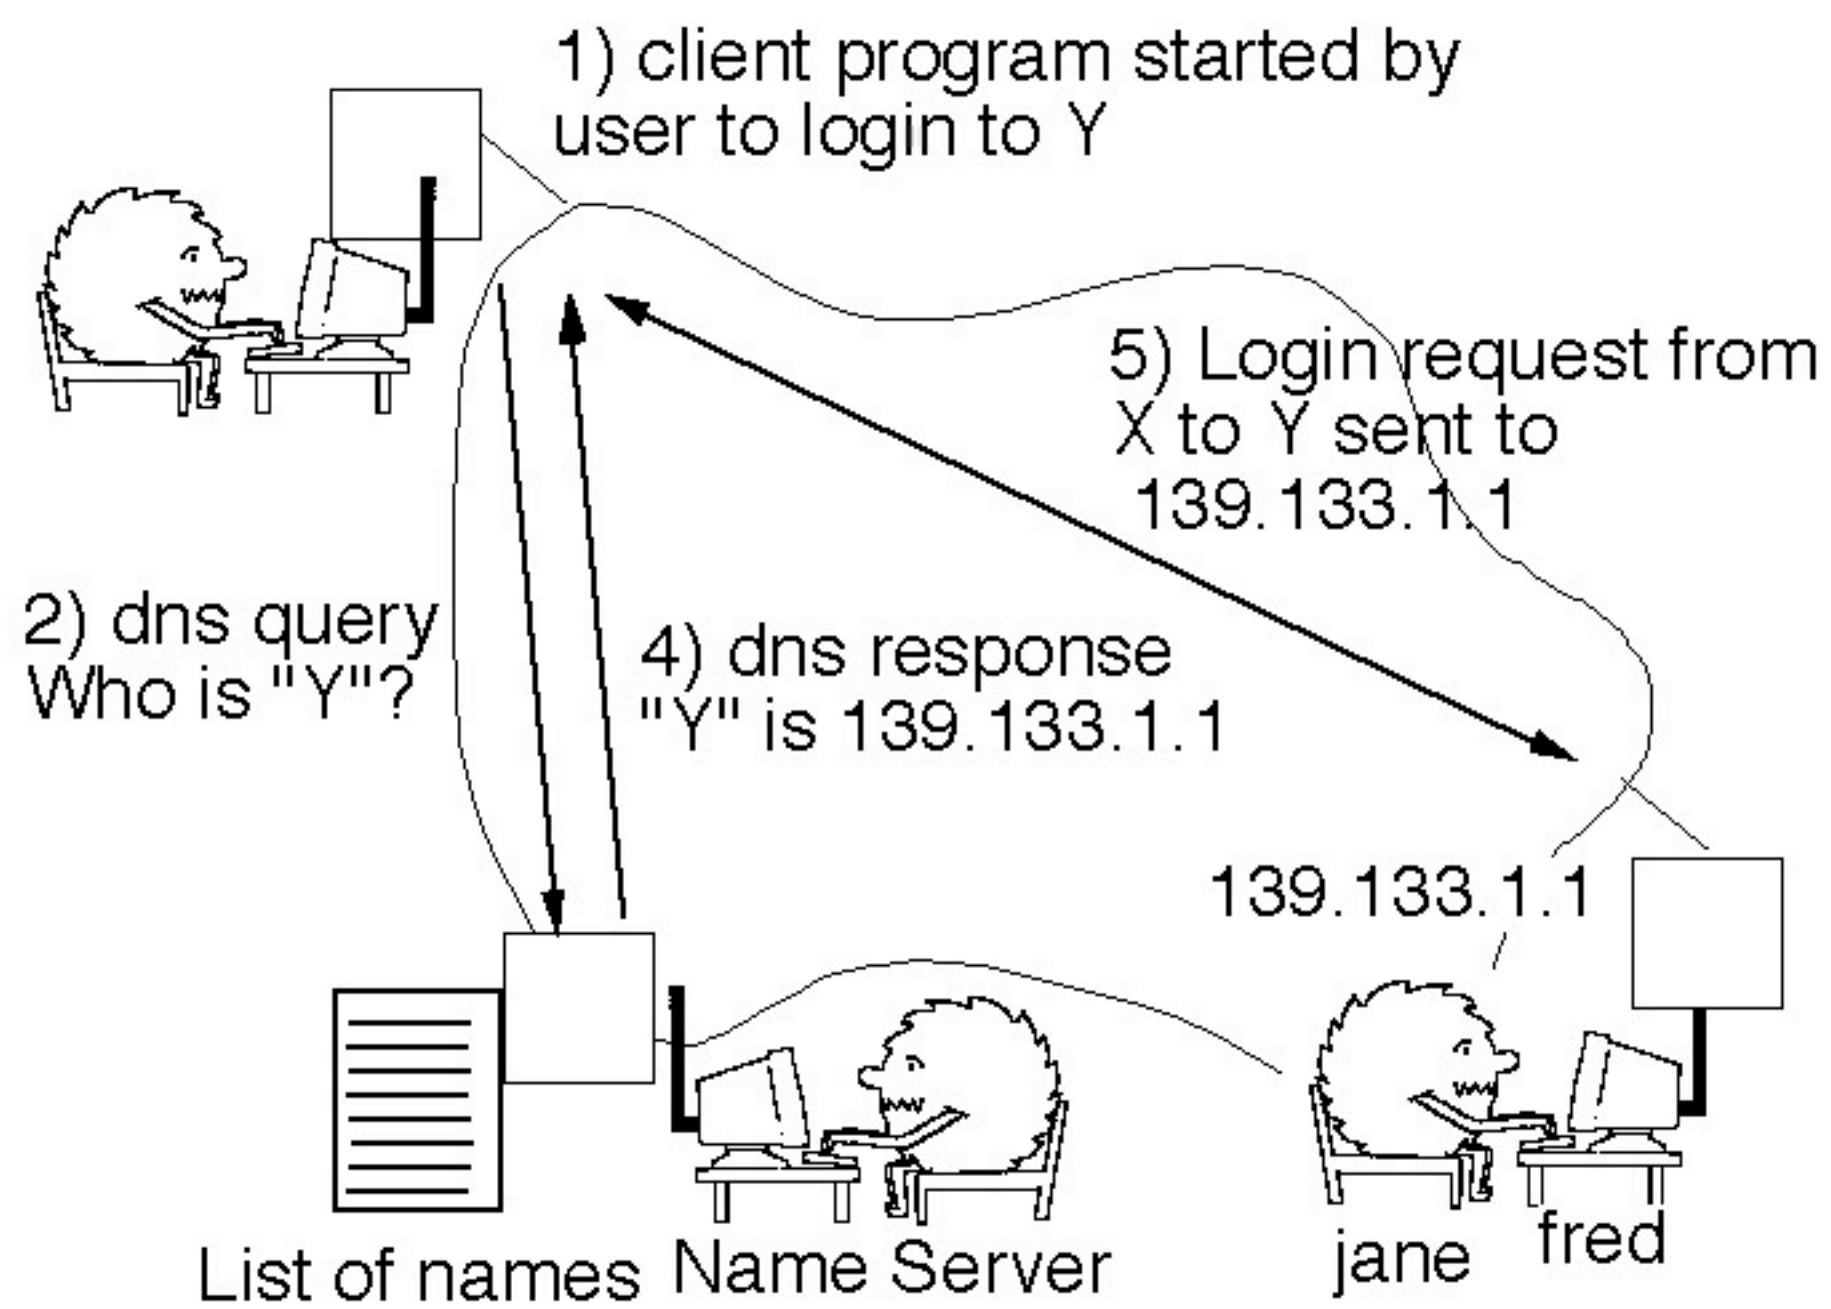 1) client program started by
user to login to Y
5) Login request from
X to Y sent to
139.133.1.1
2) dns query
Who is "Y"?
4) dns response
"Y" is 139.133.1.1
139.133.1.1
List of names
Name Server
jane
fred